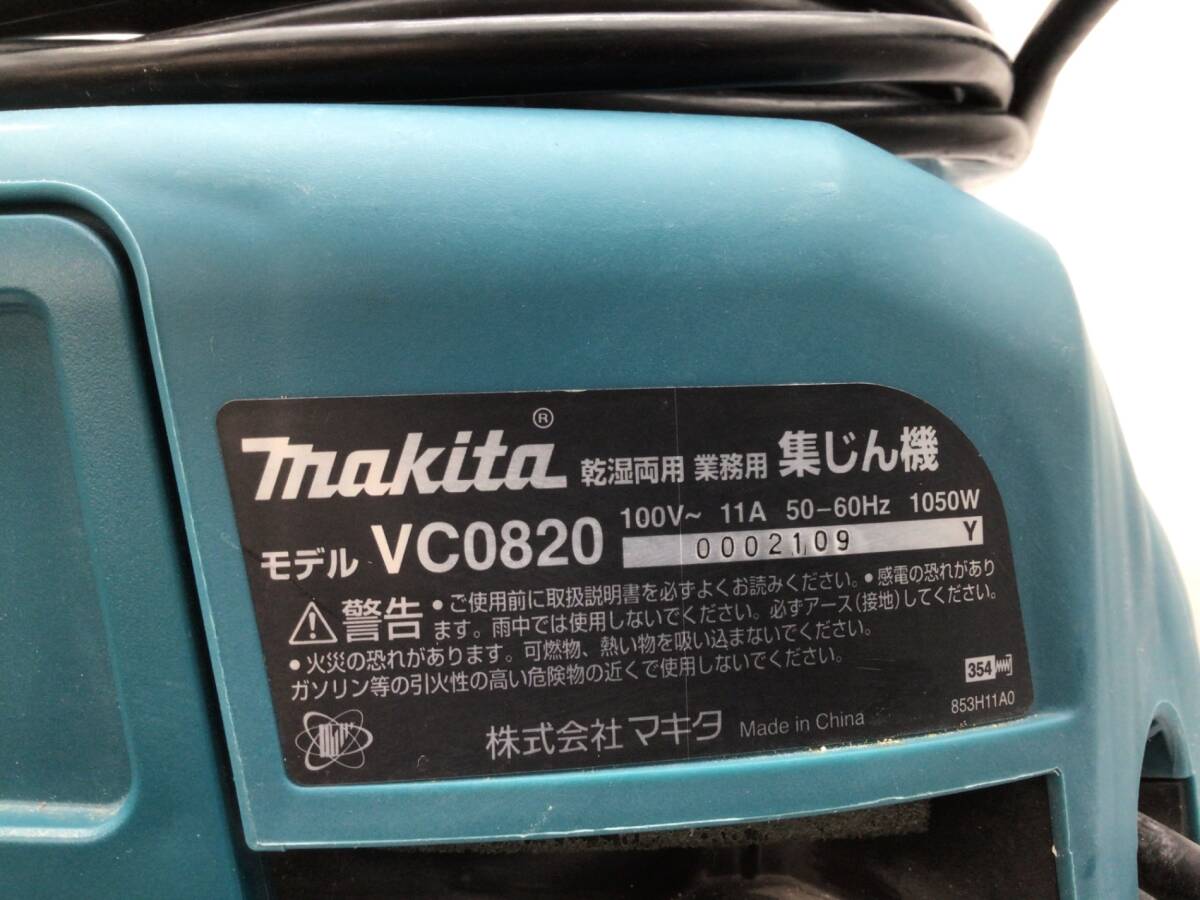 makita® 乾湿両用 業務用 集じん機
モデル VC0820 100V~ 11A 50-60Hz 1050W
0002109 Y
警告 •ご使用前に取扱説明書を必ずよくお読みください。•感電の恐れがあり
ます。雨中では使用しないでください。必ずアース(接地)してください。
•火災の恐れがあります。可燃物、熱い物を吸い込まないでください。
ガソリン等の引火性の高い危険物の近くで使用しないでください。
354
853H11A0
株式会社マキタ Made in China